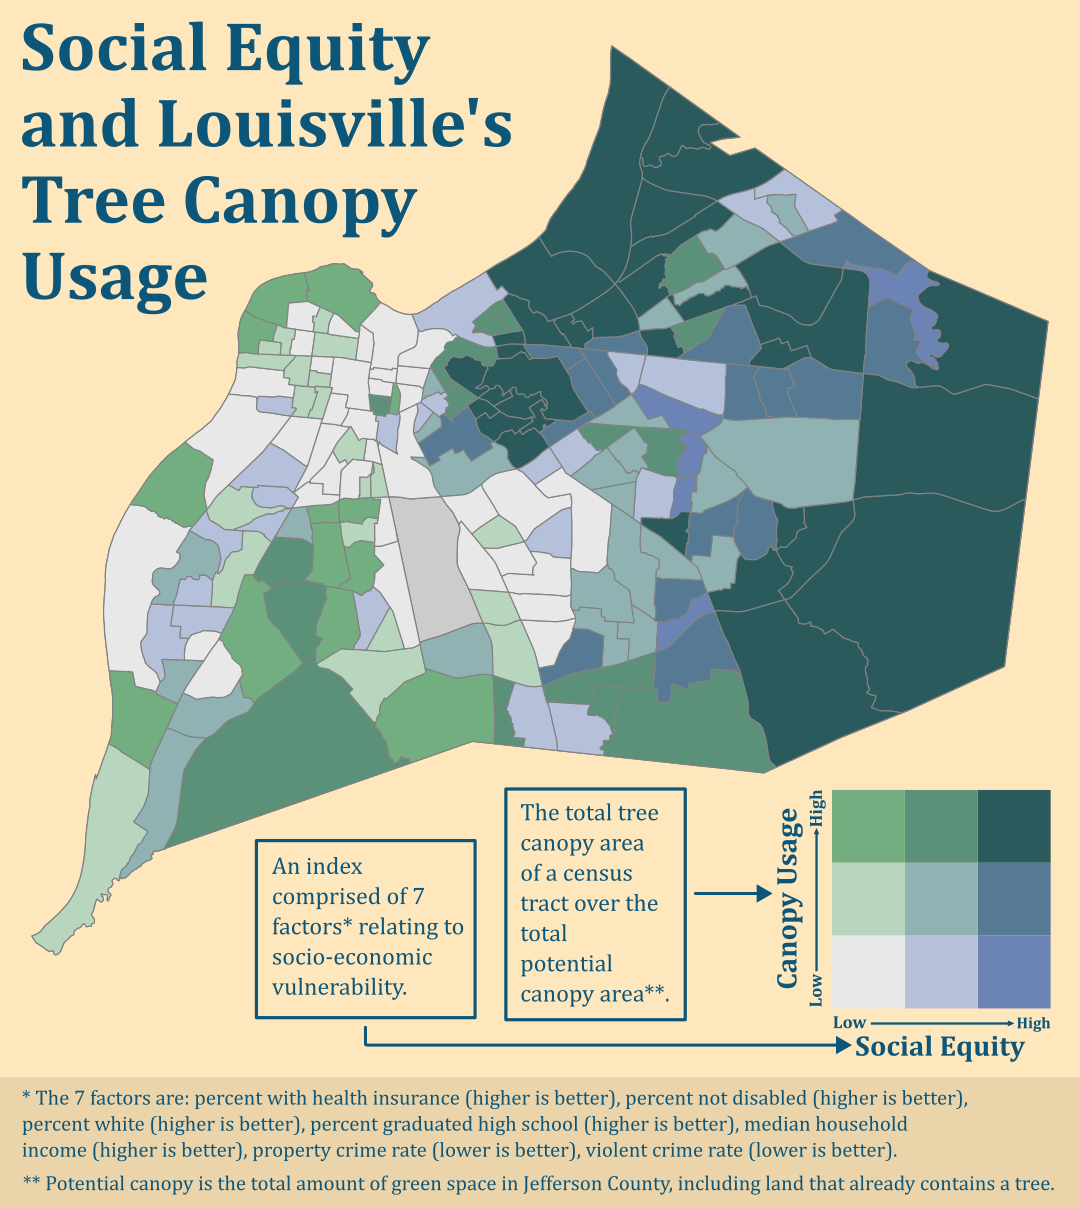 Social Equity
and Louisville's
Tree Canopy
Usage
An index
comprised of 7
factors* relating to
socio-economic
vulnerability.
The total tree
canopy area
of a census
tract over the
total
potential
canopy area**.
Canopy Usage
Low
High
Low
High
Social Equity
* The 7 factors are: percent with health insurance (higher is better), percent not disabled (higher is better),
percent white (higher is better), percent graduated high school (higher is better), median household
income (higher is better), property crime rate (lower is better), violent crime rate (lower is better).
** Potential canopy is the total amount of green space in Jefferson County, including land that already contains a tree.